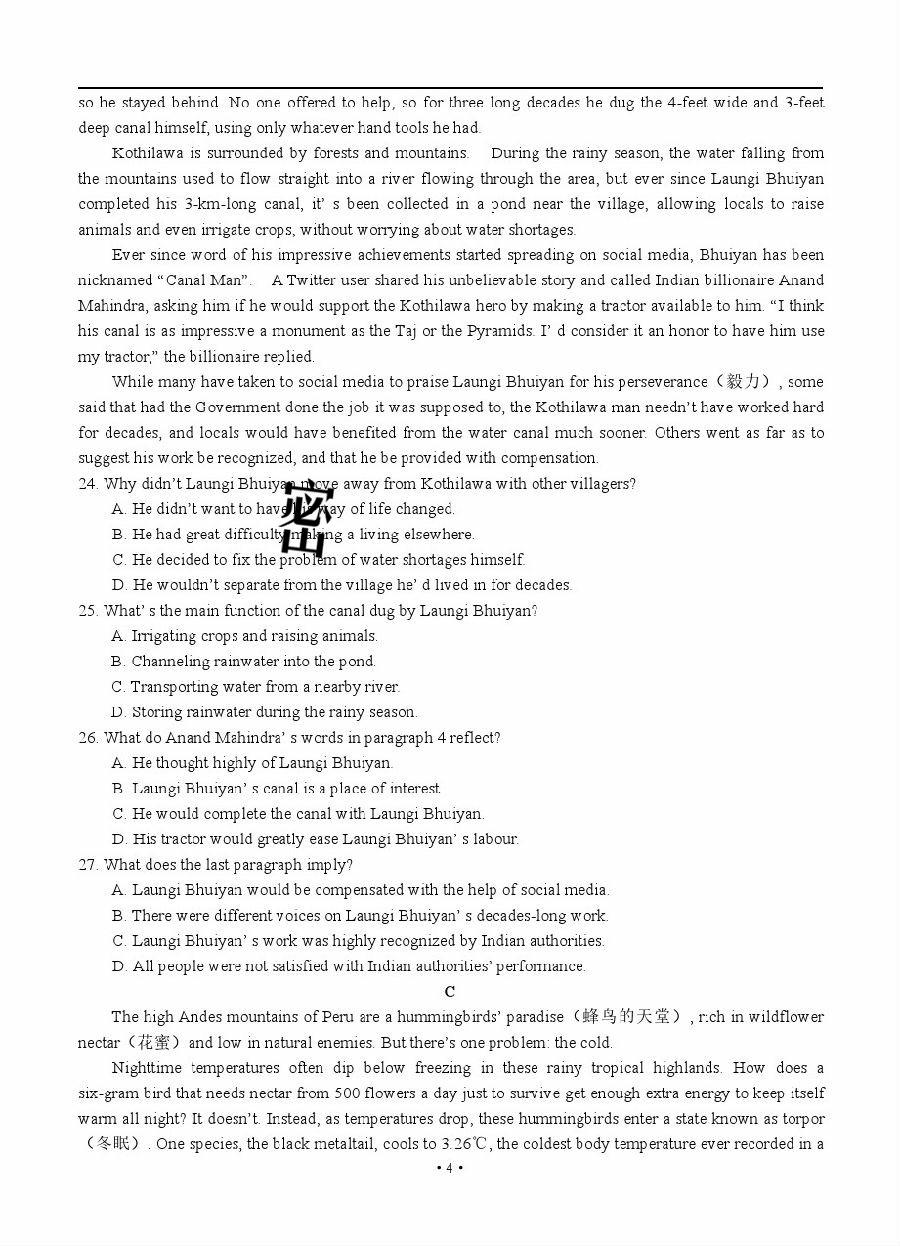 so he stayed behind. No one offered to help, so for three long decades he dug the 4-feet wide and 3-feet
deep canal himself, using only whatever hand tools he had.
Kothilawa is surrounded by forests and mountains. During the rainy season, the water falling from
the mountains used to flow straight into a river flowing through the area, but ever since Laungi Bhuiyan
completed his 3-km-long canal, it’ s been collected in a pond near the village, allowing locals to raise
animals and even irrigate crops, without worrying about water shortages.
Ever since word of his impressive achievements started spreading on social media, Bhuiyan has been
nicknamed “Canal Man”. A Twitter user shared his unbelievable story and called Indian billionaire Anand
Mahindra, asking him if he would support the Kothilawa hero by making a tractor available to him. “I think
his canal is as impressive a monument as the Taj or the Pyramids. I’ d consider it an honor to have him use
my tractor,” the billionaire replied.
While many have taken to social media to praise Laungi Bhuiyan for his perseverance（毅力）, some
said that had the Government done the job it was supposed to, the Kothilawa man needn’t have worked hard
for decades, and locals would have benefited from the water canal much sooner. Others went as far as to
suggest his work be recognized, and that he be provided with compensation.
24. Why didn’t Laungi Bhuiyan move away from Kothilawa with other villagers?
A. He didn’t want to have his way of life changed.
B. He had great difficulty making a living elsewhere.
密
C. He decided to fix the problem of water shortages himself.
D. He wouldn’t separate from the village he’ d lived in for decades.
25. What’ s the main function of the canal dug by Laungi Bhuiyan?
A. Irrigating crops and raising animals.
B. Channeling rainwater into the pond.
C. Transporting water from a nearby river.
D. Storing rainwater during the rainy season.
26. What do Anand Mahindra’ s words in paragraph 4 reflect?
A. He thought highly of Laungi Bhuiyan.
B. Laungi Bhuiyan’ s canal is a place of interest.
C. He would complete the canal with Laungi Bhuiyan.
D. His tractor would greatly ease Laungi Bhuiyan’ s labour.
27. What does the last paragraph imply?
A. Laungi Bhuiyan would be compensated with the help of social media.
B. There were different voices on Laungi Bhuiyan’ s decades-long work.
C. Laungi Bhuiyan’ s work was highly recognized by Indian authorities.
D. All people were not satisfied with Indian authorities’ performance.
C
The high Andes mountains of Peru are a hummingbirds’ paradise（蜂鸟的天堂）, rich in wildflower
nectar（花蜜）and low in natural enemies. But there’s one problem: the cold.
Nighttime temperatures often dip below freezing in these rainy tropical highlands. How does a
six-gram bird that needs nectar from 500 flowers a day just to survive get enough extra energy to keep itself
warm all night? It doesn’t. Instead, as temperatures drop, these hummingbirds enter a state known as torpor
（冬眠）. One species, the black metaltail, cools to 3.26℃, the coldest body temperature ever recorded in a
• 4 •